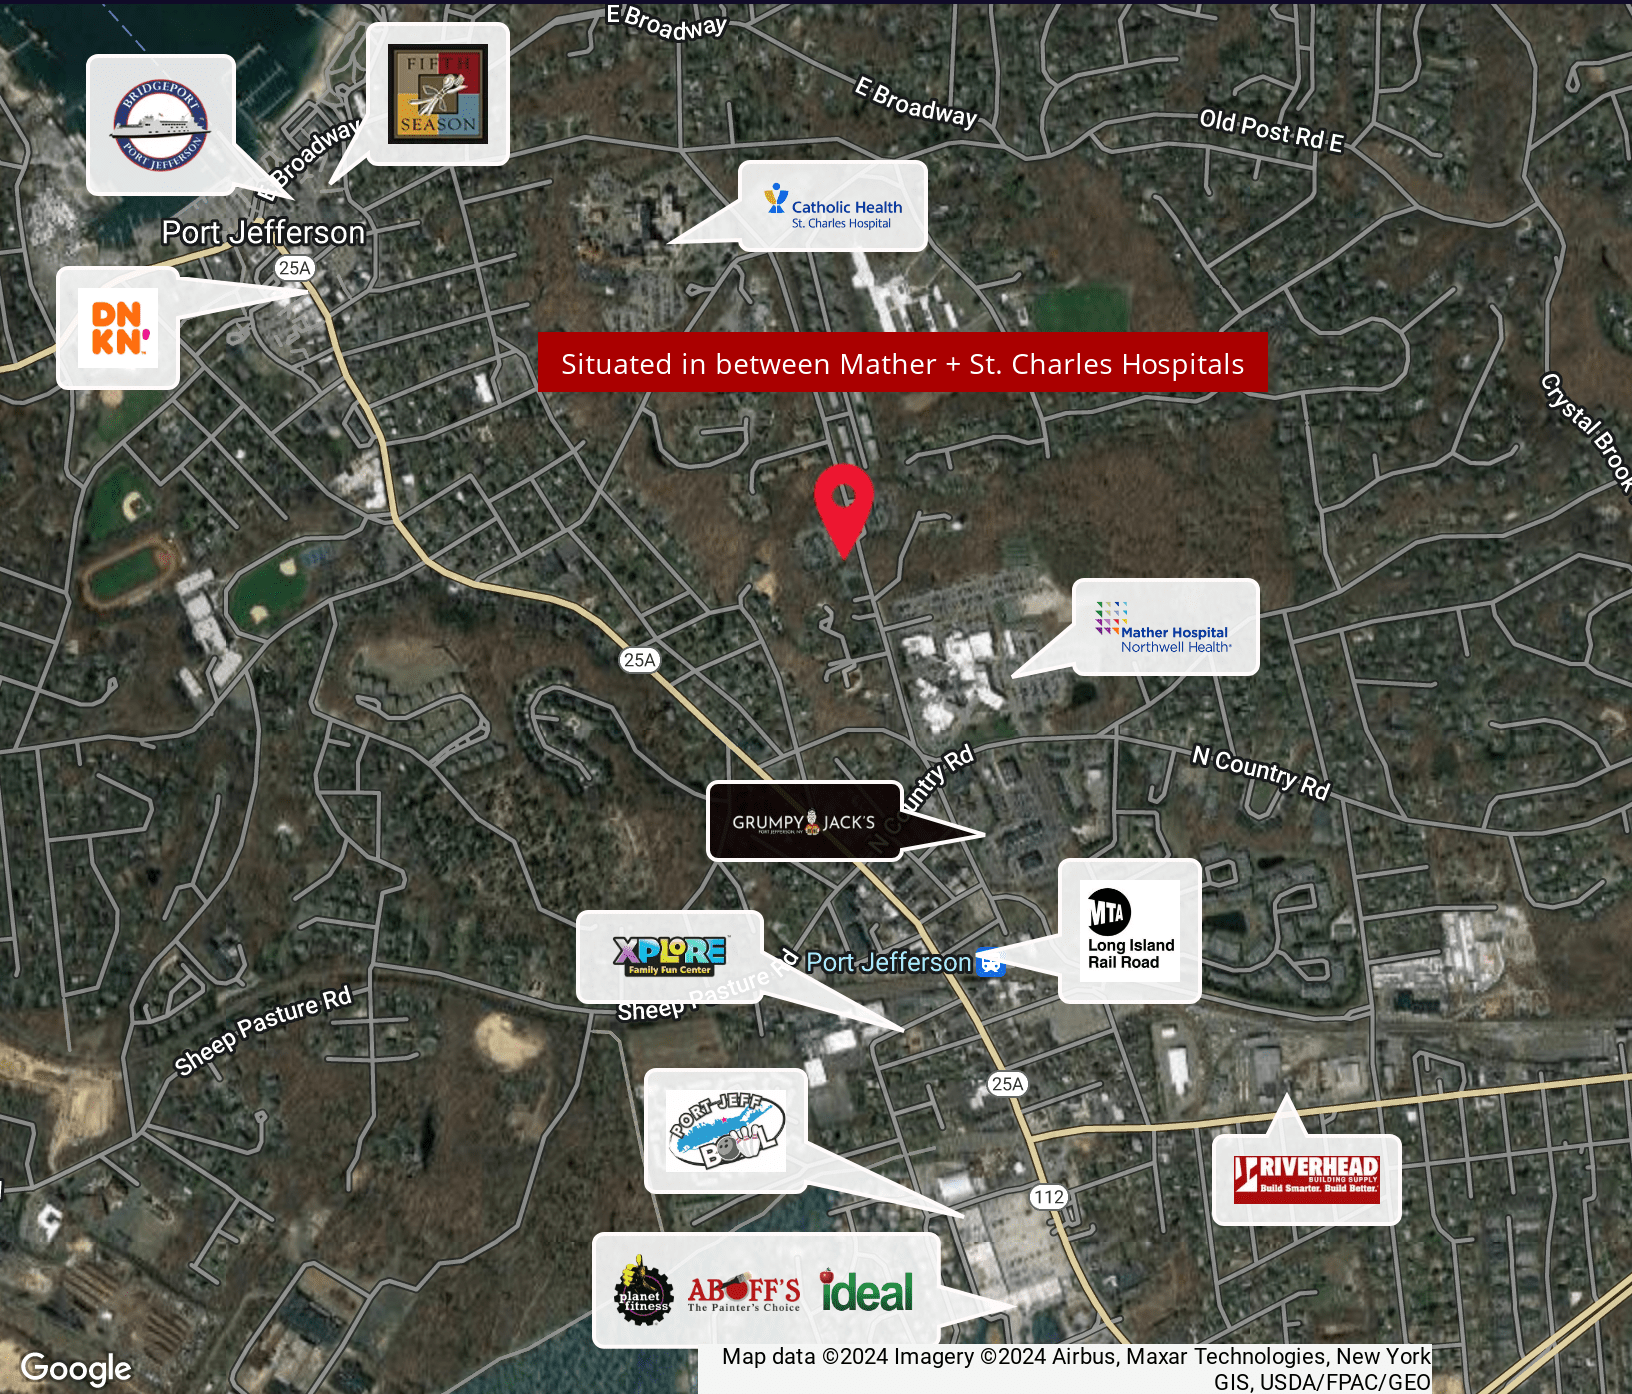 E Broadway
FIFTH
SEASON
BRIDGEPORT
PORT JEFFERSON
E Broadway
E Broadway
Old Post Rd E
Catholic Health
St. Charles Hospital
Port Jefferson
25A
DN
KN'
Situated in between Mather + St. Charles Hospitals
Crystal Brook
Mather Hospital
Northwell Health
25A
N Country Rd
N Country Rd
GRUMPY JACK'S
PORT JEFFERSON, NY
MTA
Long Island
Rail Road
XPLORE
Family Fun Center
Port Jefferson
Sheep Pasture Rd
Sheep Pasture Rd
25A
PORT JEFF
BOWL
112
RIVERHEAD
BUILDING SUPPLY
Build Smarter. Build Better.
planet
fitness
ABOFF'S
The Painter's Choice
ideal
Google
Map data ©2024 Imagery ©2024 Airbus, Maxar Technologies, New York
GIS, USDA/FPAC/GEO